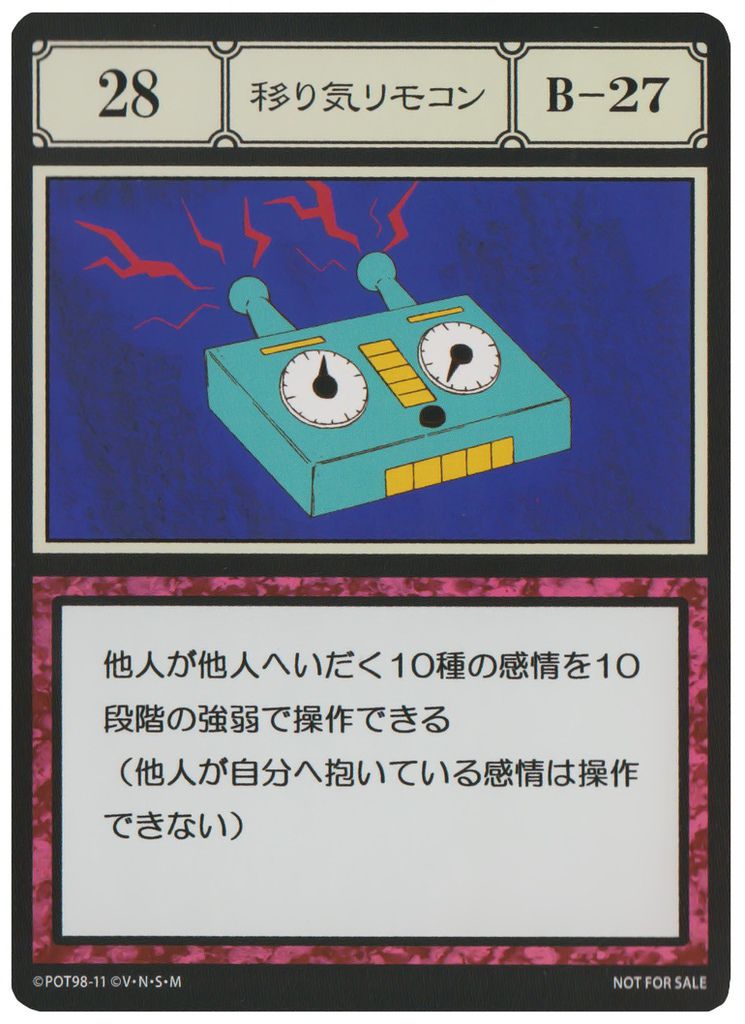 28
移り気リモコン
B-27
他人が他人へいだく10種の感情を10
段階の強弱で操作できる
（他人が自分へ抱いている感情は操作
できない）
©POT98-11 ©V•N•S•M
NOT FOR SALE